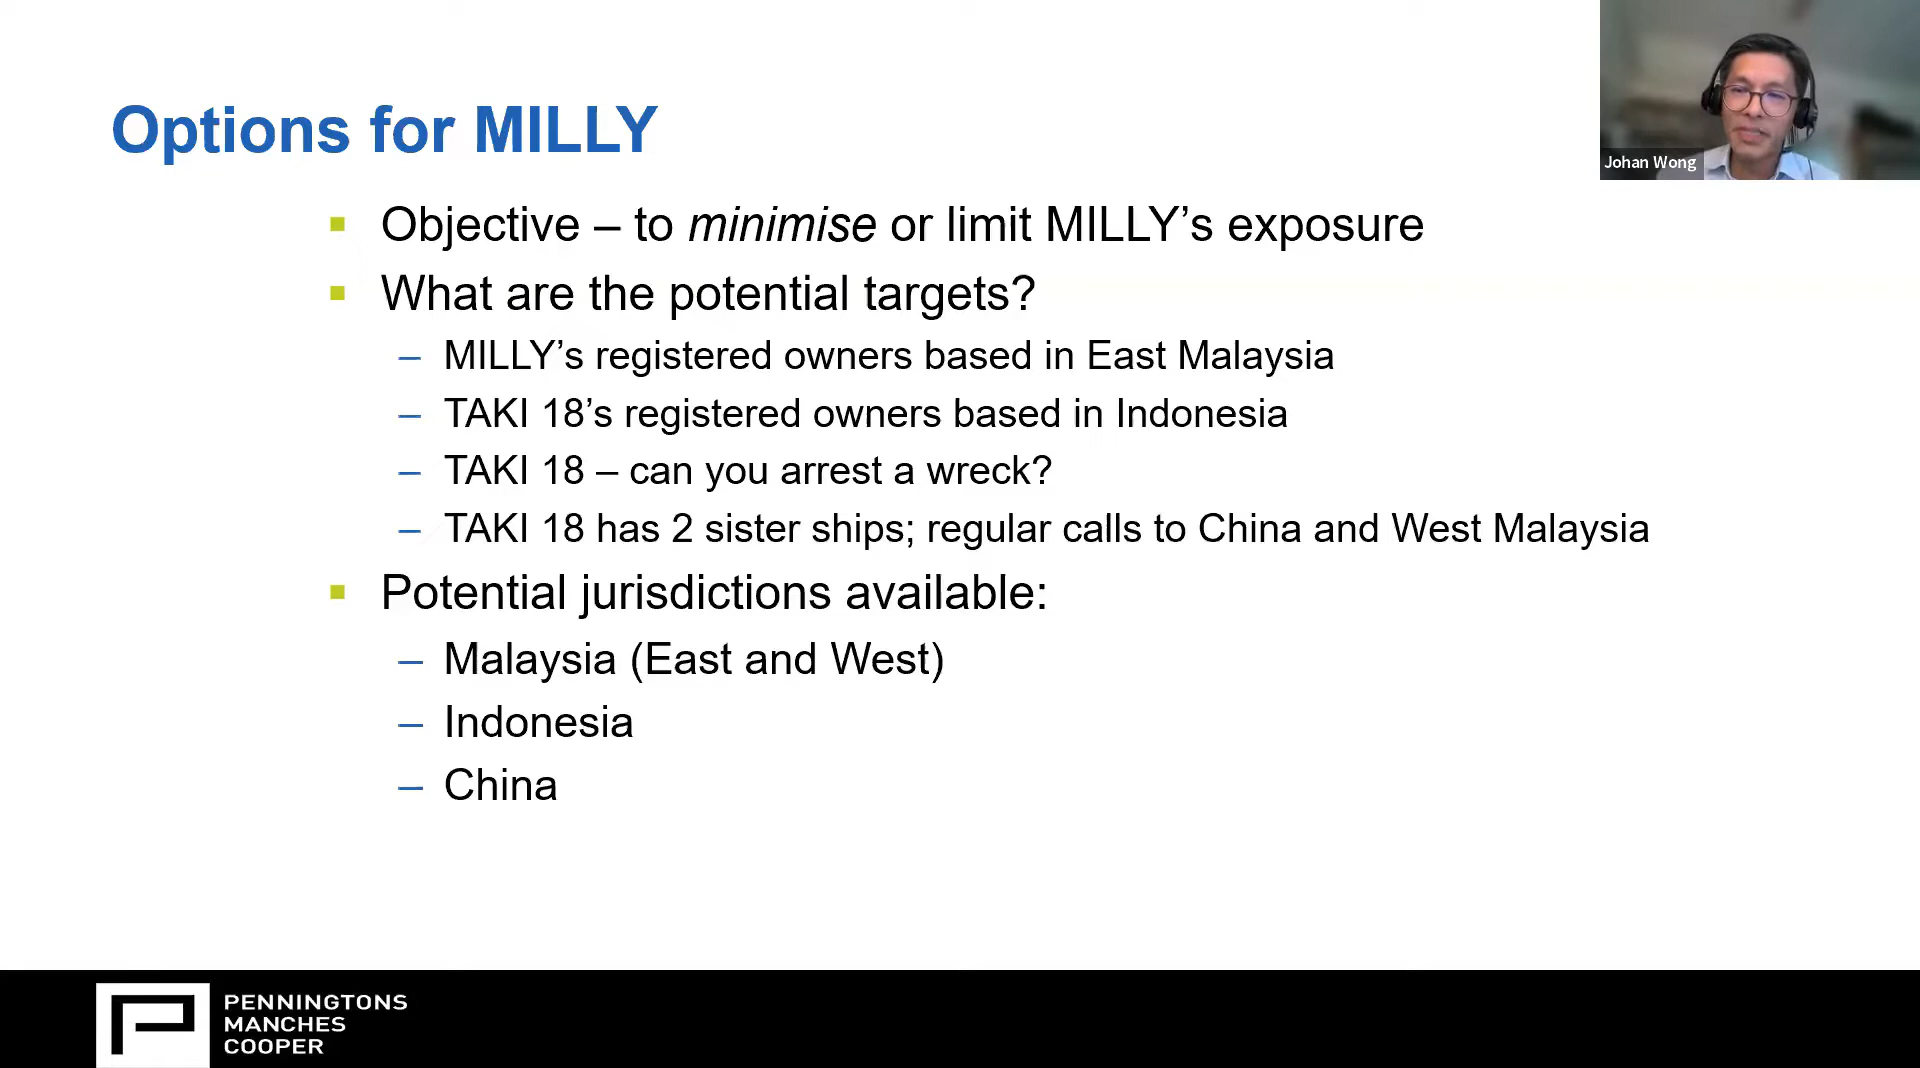 Options for MILLY
Johan Wong
Objective – to minimise or limit MILLY’s exposure
What are the potential targets?
– MILLY’s registered owners based in East Malaysia
– TAKI 18’s registered owners based in Indonesia
– TAKI 18 – can you arrest a wreck?
– TAKI 18 has 2 sister ships; regular calls to China and West Malaysia
Potential jurisdictions available:
– Malaysia (East and West)
– Indonesia
– China
PENNINGTONS
MANCHES
COOPER